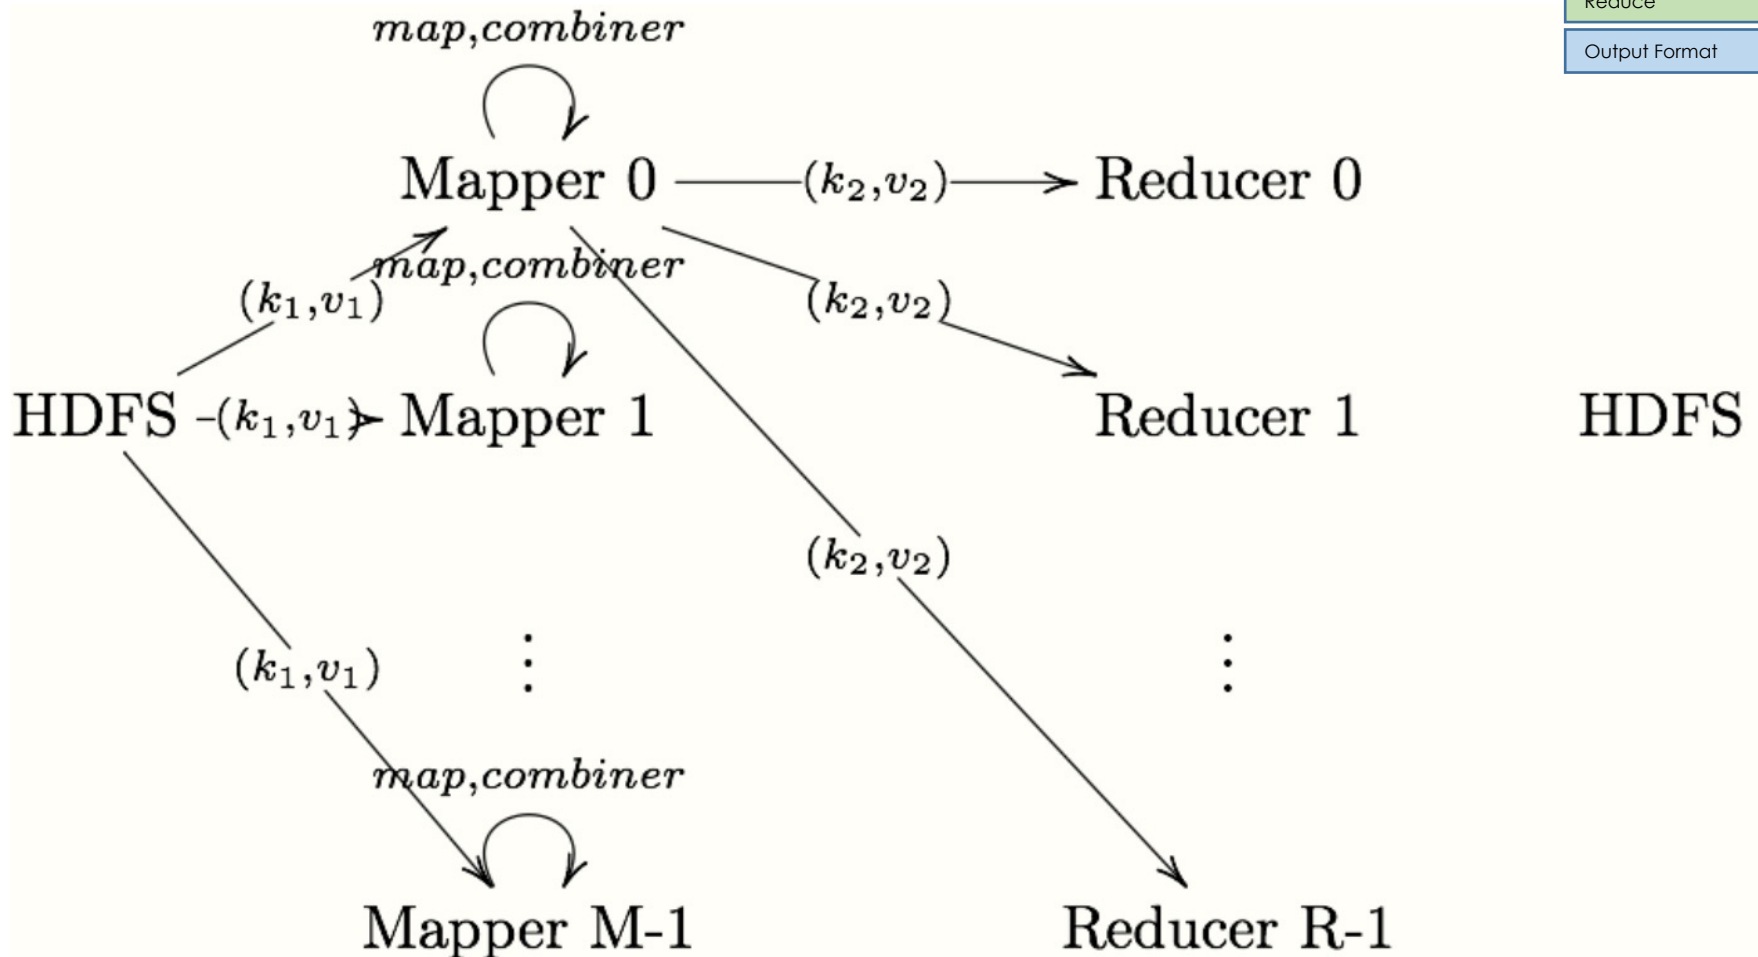 Reduce
Output Format
map,combiner
Mapper 0
(k₂,v₂)
Reducer 0
map,combiner
(k₁,v₁)
(k₂,v₂)
HDFS
(k₁,v₁)
Mapper 1
Reducer 1
HDFS
(k₂,v₂)
(k₁,v₁)
⋮
⋮
map,combiner
Mapper M-1
Reducer R-1